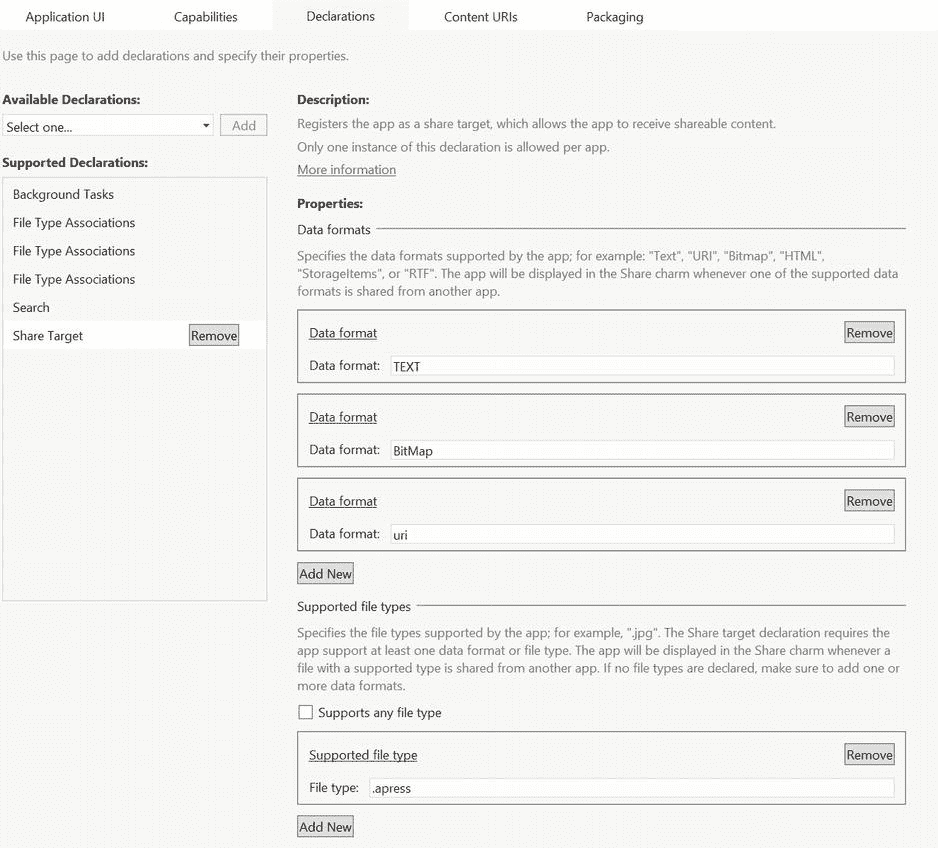 Application UI Capabilities Declarations Content URIs Packaging
Use this page to add declarations and specify their properties.
Available Declarations:
Select one...
Add
Supported Declarations:
Background Tasks
File Type Associations
File Type Associations
File Type Associations
Search
Share Target
Remove
Description:
Registers the app as a share target, which allows the app to receive shareable content.
Only one instance of this declaration is allowed per app.
More information
Properties:
Data formats
Specifies the data formats supported by the app; for example: "Text", "URI", "Bitmap", "HTML",
"StorageItems", or "RTF". The app will be displayed in the Share charm whenever one of the supported data
formats is shared from another app.
Data format
Remove
Data format: TEXT
Data format
Remove
Data format: BitMap
Data format
Remove
Data format: uri
Add New
Supported file types
Specifies the file types supported by the app; for example, ".jpg". The Share target declaration requires the
app support at least one data format or file type. The app will be displayed in the Share charm whenever a
file with a supported type is shared from another app. If no file types are declared, make sure to add one or
more data formats.
Supports any file type
Supported file type
Remove
File type: .apress
Add New